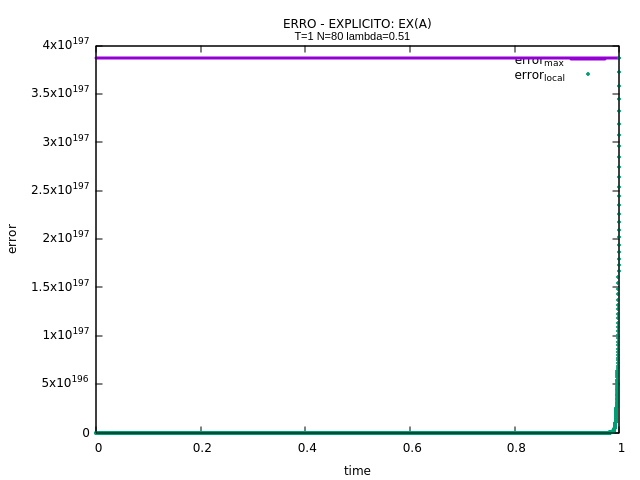 ERRO - EXPLICITO: EX(A)
T=1 N=80 lambda=0.51
4x10^197
error_max
error_local
3.5x10^197
3x10^197
2.5x10^197
2x10^197
error
1.5x10^197
1x10^197
5x10^196
0
0 0.2 0.4 0.6 0.8 1
time